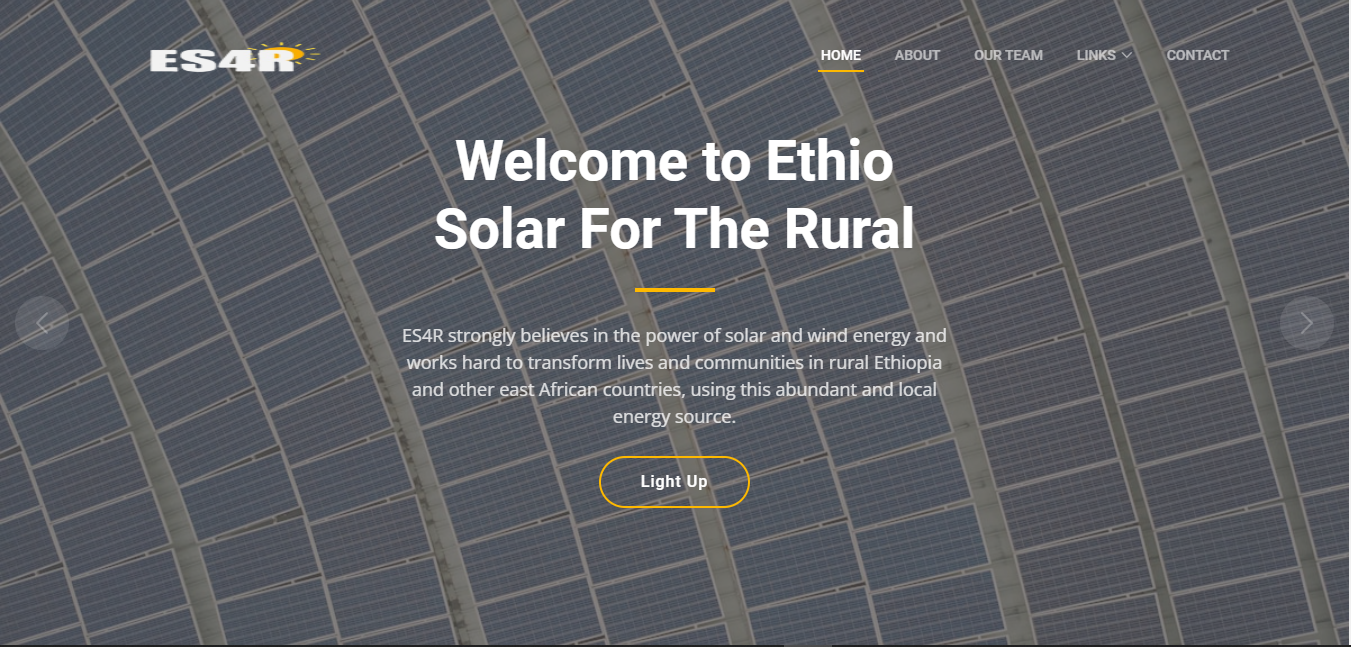 ES4R
HOME ABOUT OUR TEAM LINKS CONTACT
Welcome to Ethio
Solar For The Rural
ES4R strongly believes in the power of solar and wind energy and
works hard to transform lives and communities in rural Ethiopia
and other east African countries, using this abundant and local
energy source.
Light Up